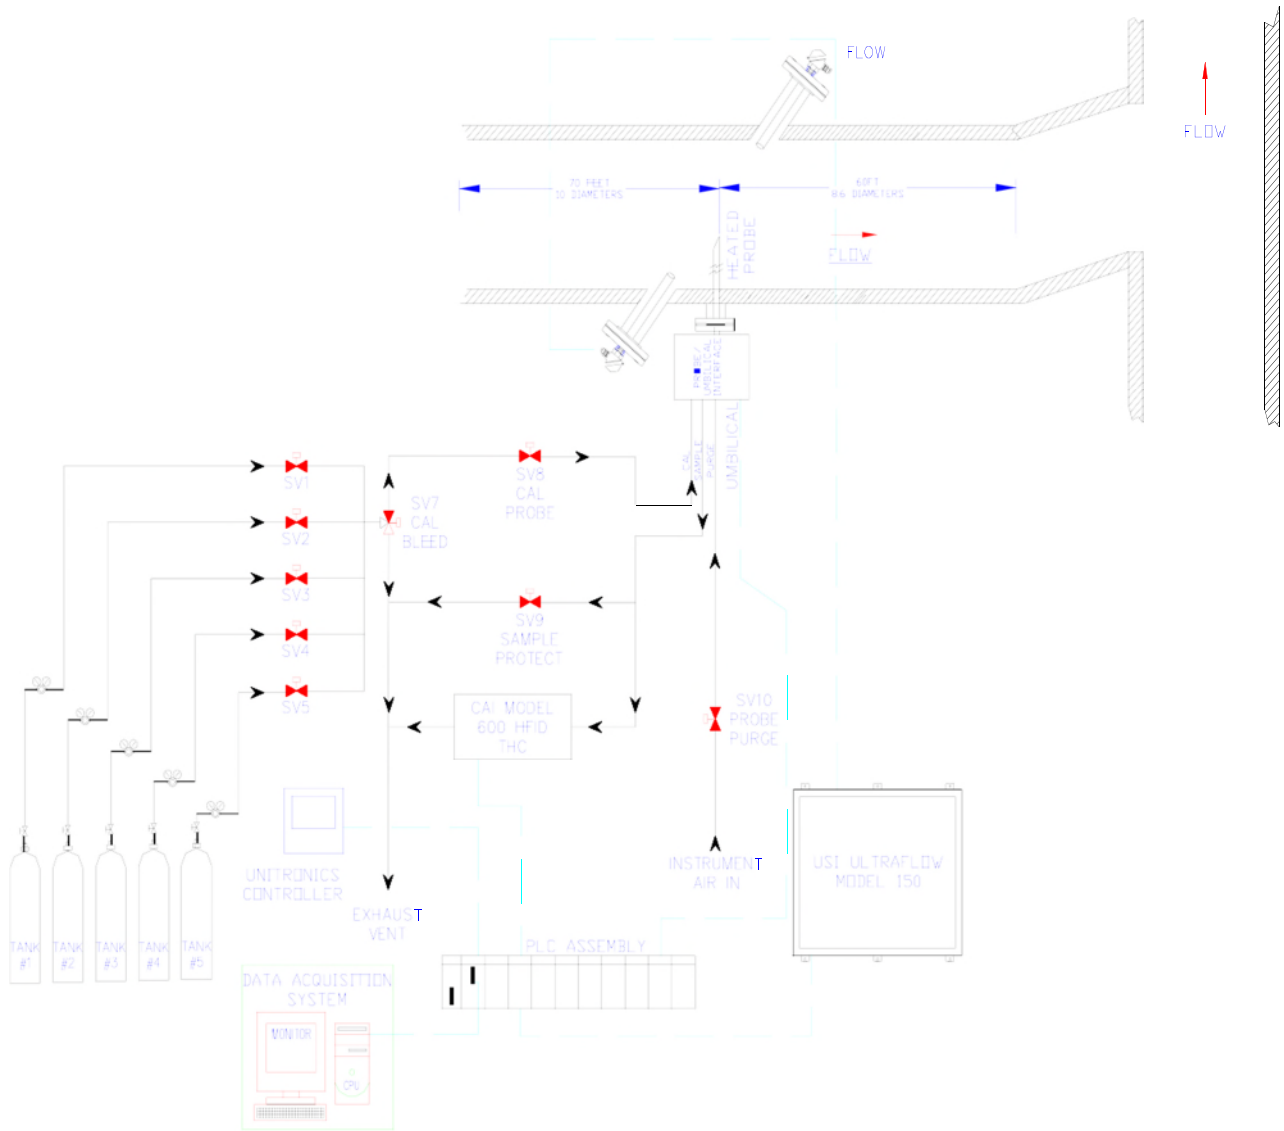 FLOW
FLOW
70 FEET
10 DIAMETERS
60FT
8.6 DIAMETERS
HEATED
PROBE
FLOW
PROBE/
UMBILICAL
INTERFACE
CAL
SAMPLE
PURGE
UMBILICAL
SV1
SV2
SV3
SV4
SV5
SV7
CAL
BLEED
SV8
CAL
PROBE
SV9
SAMPLE
PROTECT
CAI MODEL
600 HFID
THC
SV10
PROBE
PURGE
INSTRUMENT
AIR IN
USI ULTRAFLOW
MODEL 150
UNITRONICS
CONTROLLER
EXHAUST
VENT
TANK
#1
TANK
#2
TANK
#3
TANK
#4
TANK
#5
PLC ASSEMBLY
DATA ACQUISITION
SYSTEM
MONITOR
CPU